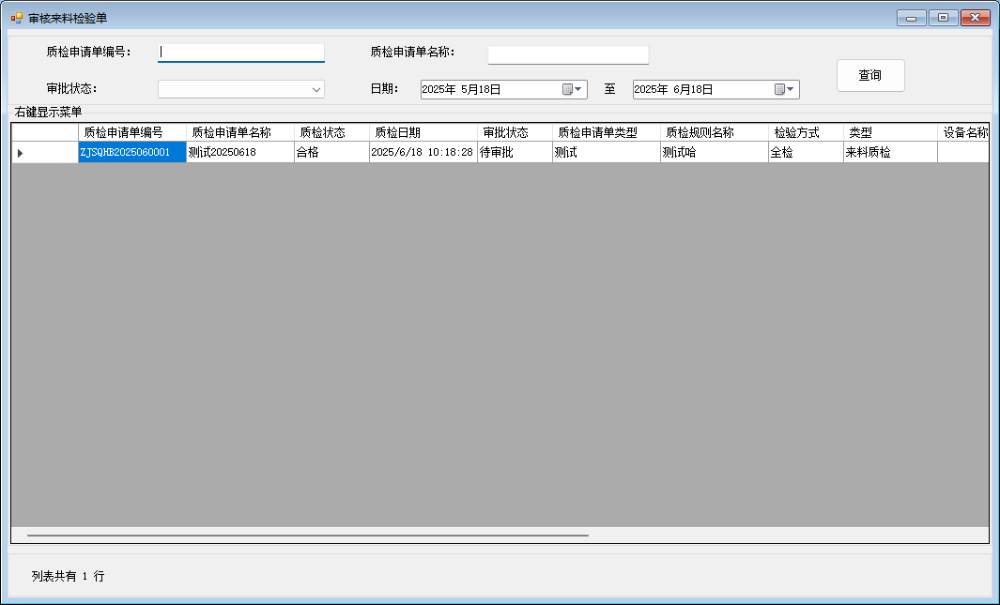 审核来料检验单
质检申请单编号: 质检申请单名称:
审批状态: 日期: 2025年 5月18日 至 2025年 6月18日 查询
右键显示菜单
质检申请单编号 质检申请单名称 质检状态 质检日期 审批状态 质检申请单类型 质检规则名称 检验方式 类型 设备名称
ZJSQHB2025060001 测试20250618 合格 2025/6/18 10:18:28 待审批 测试 测试哈 全检 来料质检
列表共有 1 行